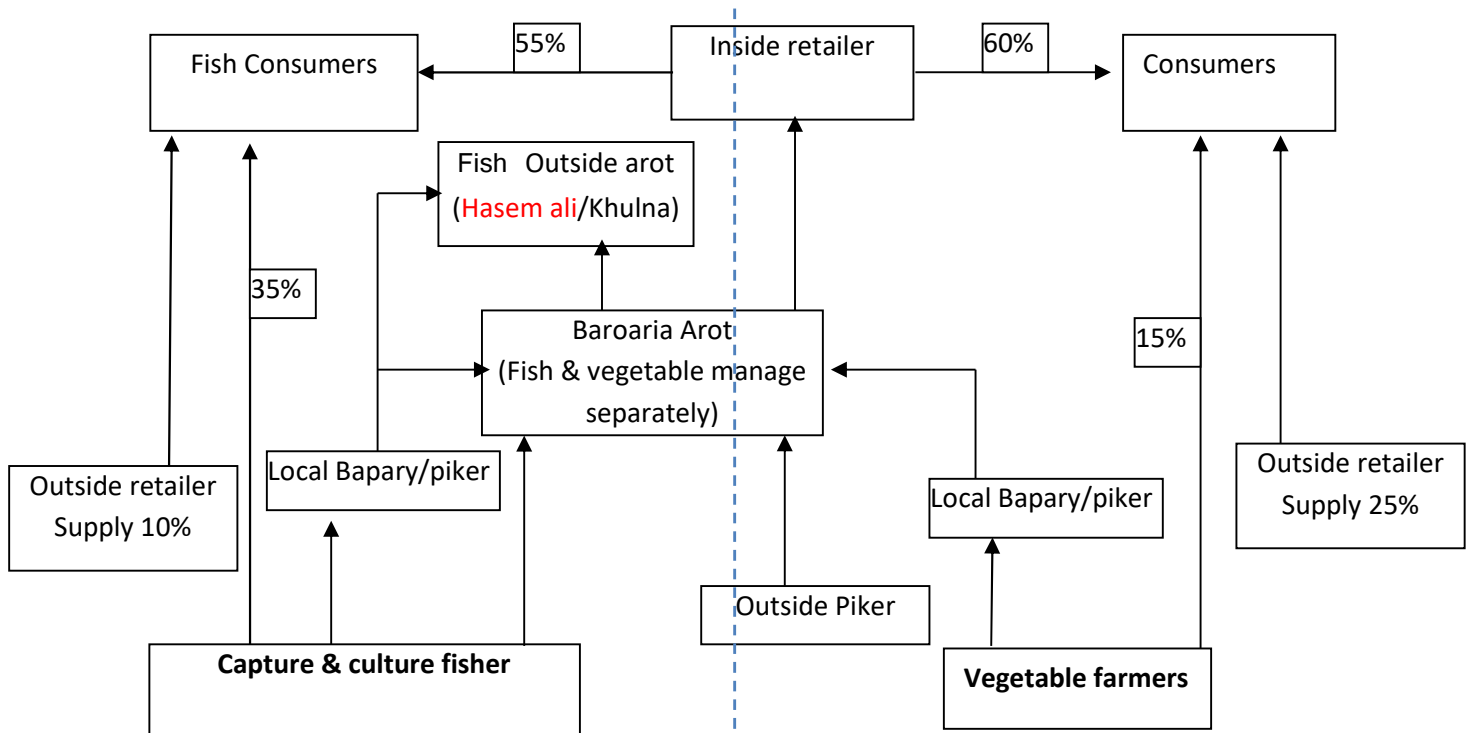 55%
Inside retailer
60%
Fish Consumers
Consumers
Fish Outside arot
(Hasem ali/Khulna)
35%
Baroaria Arot
(Fish & vegetable manage
separately)
15%
Local Bapary/piker
Outside retailer
Supply 10%
Local Bapary/piker
Outside retailer
Supply 25%
Outside Piker
Capture & culture fisher
Vegetable farmers